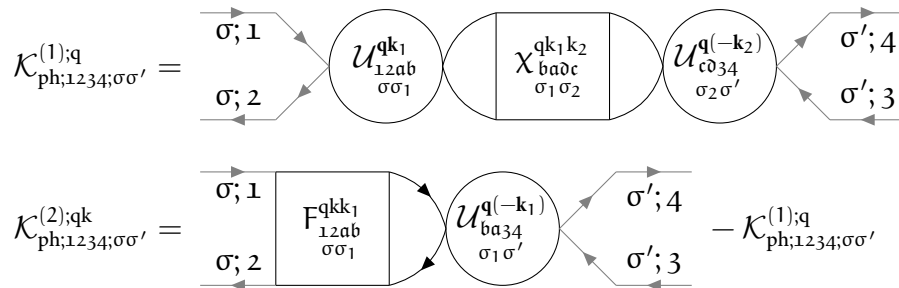 σ;1 σ′;4
𝒦^{(1);q}_{ph;1234;σσ′} = 𝒰^{𝐪𝐤₁}_{12𝔞𝔟 σσ₁} χ^{qk₁k₂}_{𝔟𝔞𝔡𝔠 σ₁σ₂} 𝒰^{𝐪(−𝐤₂)}_{𝔠𝔡34 σ₂σ′}
σ;2 σ′;3
σ;1 σ′;4
𝒦^{(2);qk}_{ph;1234;σσ′} = F^{qkk₁}_{12𝔞𝔟 σσ₁} 𝒰^{𝐪(−𝐤₁)}_{𝔟𝔞34 σ₁σ′} − 𝒦^{(1);q}_{ph;1234;σσ′}
σ;2 σ′;3